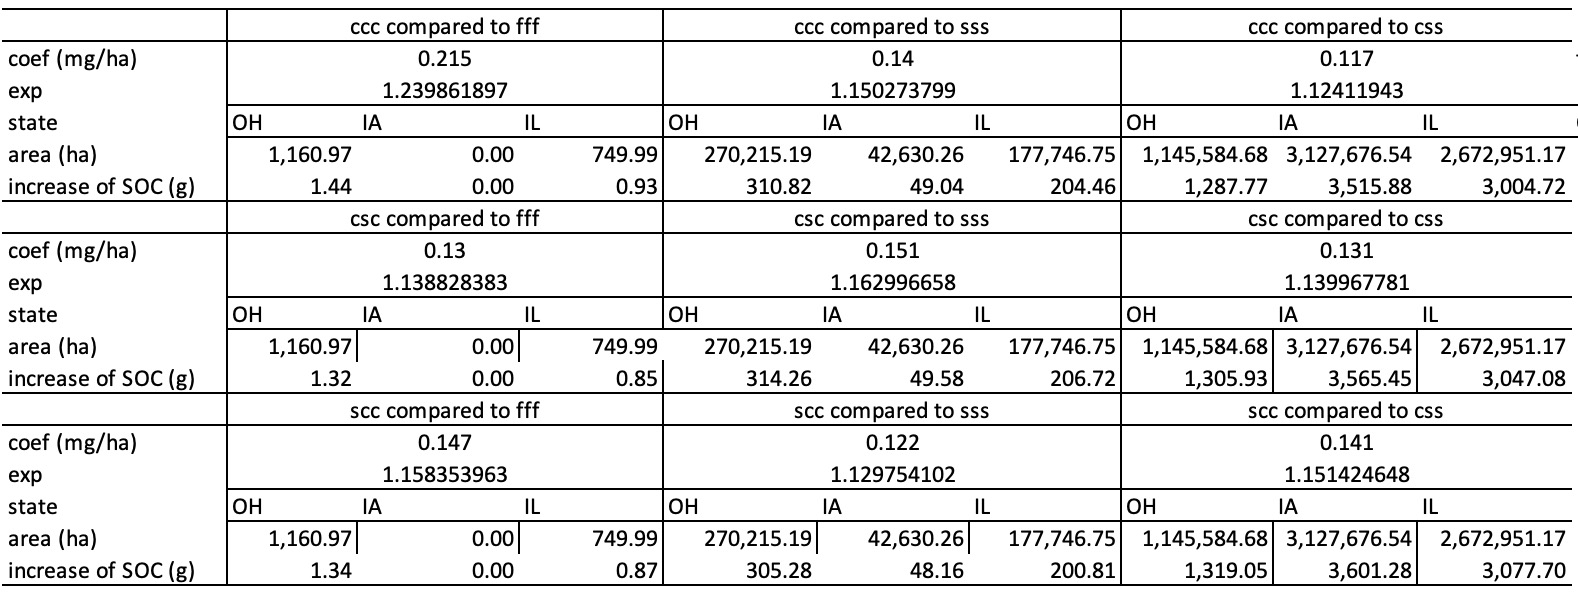 ccc compared to fff ccc compared to sss ccc compared to css
coef (mg/ha) 0.215 0.14 0.117
exp 1.239861897 1.150273799 1.12411943
state OH IA IL OH IA IL OH IA IL
area (ha) 1,160.97 0.00 749.99 270,215.19 42,630.26 177,746.75 1,145,584.68 3,127,676.54 2,672,951.17
increase of SOC (g) 1.44 0.00 0.93 310.82 49.04 204.46 1,287.77 3,515.88 3,004.72
csc compared to fff csc compared to sss csc compared to css
coef (mg/ha) 0.13 0.151 0.131
exp 1.138828383 1.162996658 1.139967781
state OH IA IL OH IA IL OH IA IL
area (ha) 1,160.97 0.00 749.99 270,215.19 42,630.26 177,746.75 1,145,584.68 3,127,676.54 2,672,951.17
increase of SOC (g) 1.32 0.00 0.85 314.26 49.58 206.72 1,305.93 3,565.45 3,047.08
scc compared to fff scc compared to sss scc compared to css
coef (mg/ha) 0.147 0.122 0.141
exp 1.158353963 1.129754102 1.151424648
state OH IA IL OH IA IL OH IA IL
area (ha) 1,160.97 0.00 749.99 270,215.19 42,630.26 177,746.75 1,145,584.68 3,127,676.54 2,672,951.17
increase of SOC (g) 1.34 0.00 0.87 305.28 48.16 200.81 1,319.05 3,601.28 3,077.70